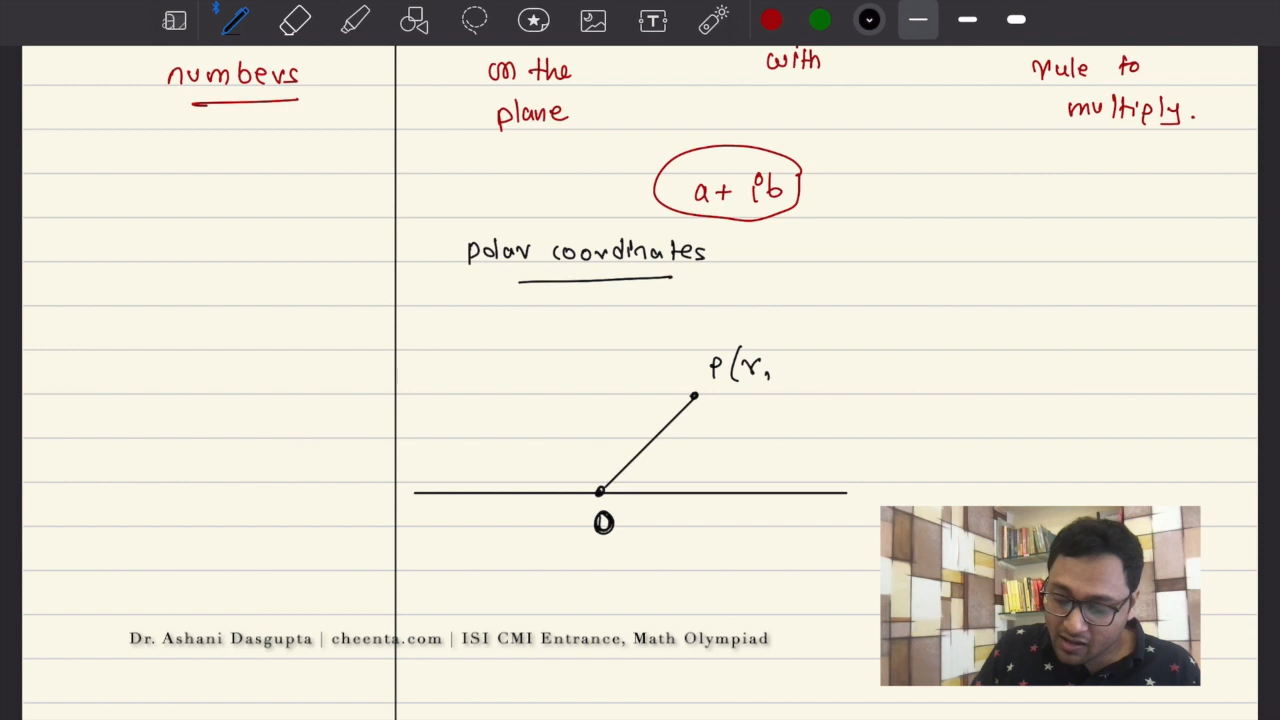 numbers
on the
plane
with
rule to
multiply.
a+ ib
polar coordinates
P(r,
O
Dr. Ashani Dasgupta | cheenta.com | ISI CMI Entrance, Math Olympiad